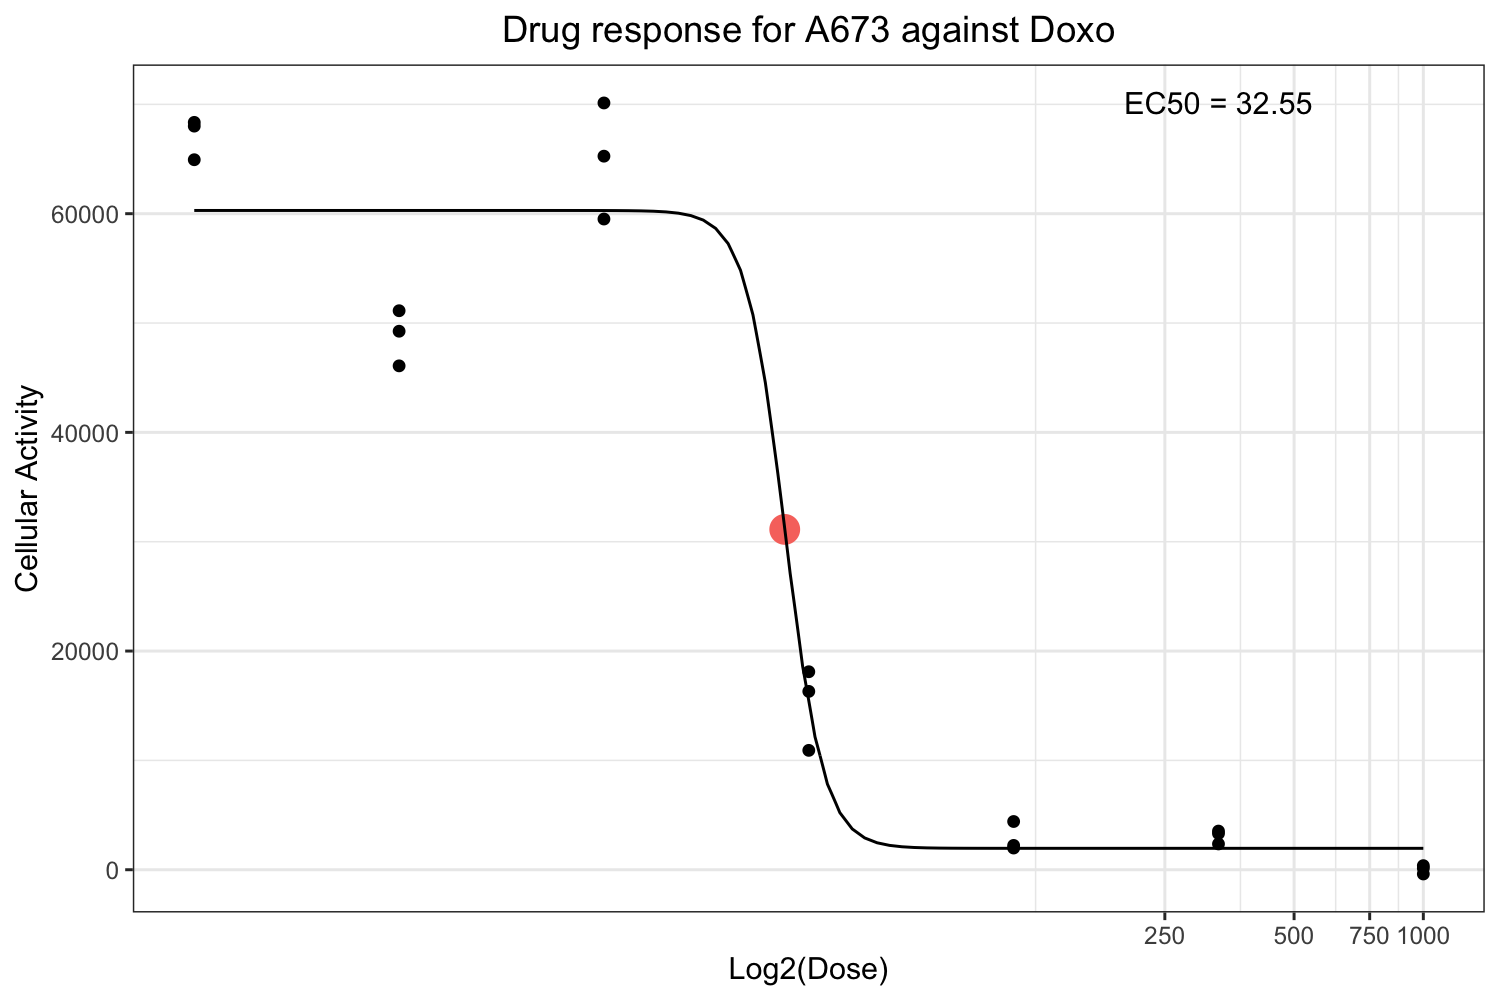 Drug response for A673 against Doxo
EC50 = 32.55
60000
40000
20000
0
Cellular Activity
250 500 750 1000
Log2(Dose)